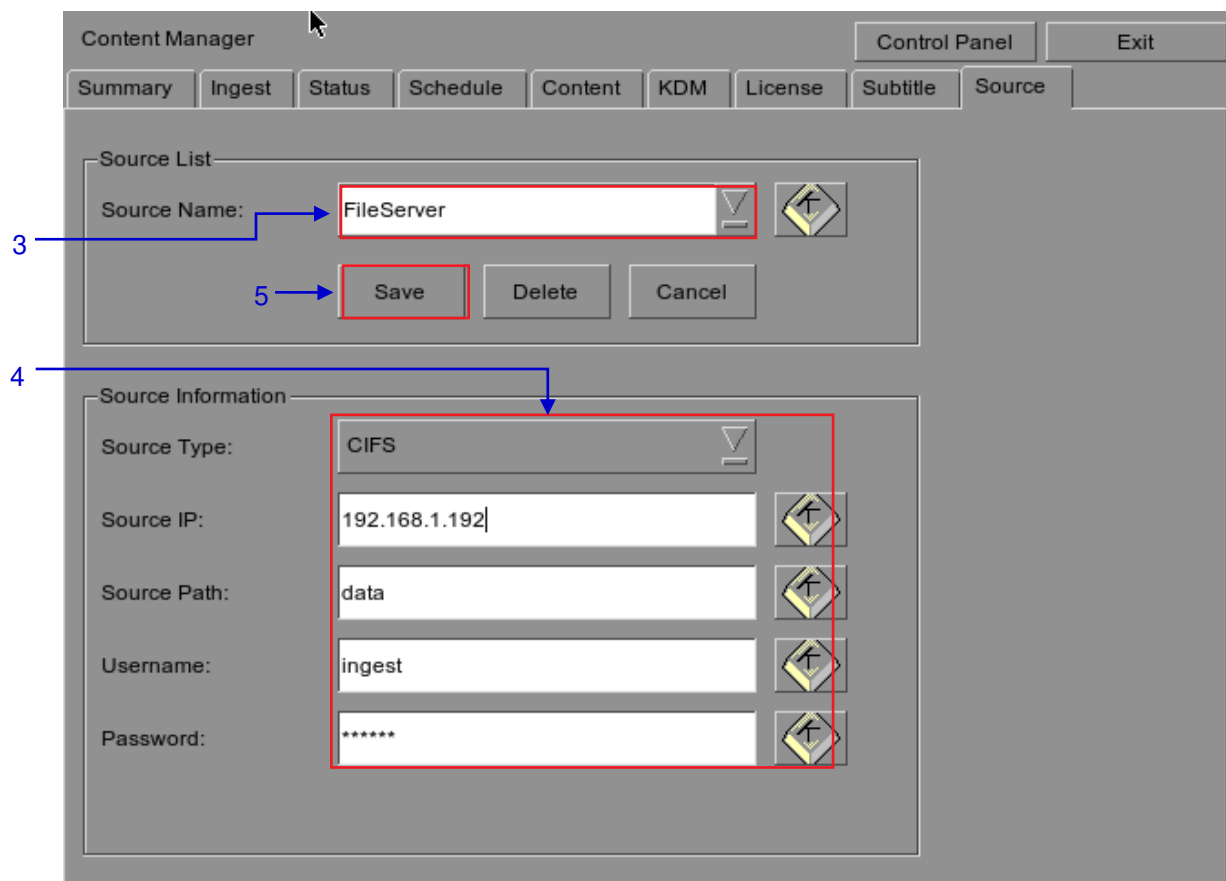 Content Manager Control Panel Exit
Summary Ingest Status Schedule Content KDM License Subtitle Source
Source List
Source Name: FileServer
3
5 Save Delete Cancel
4
Source Information
Source Type: CIFS
Source IP: 192.168.1.192
Source Path: data
Username: ingest
Password: ******